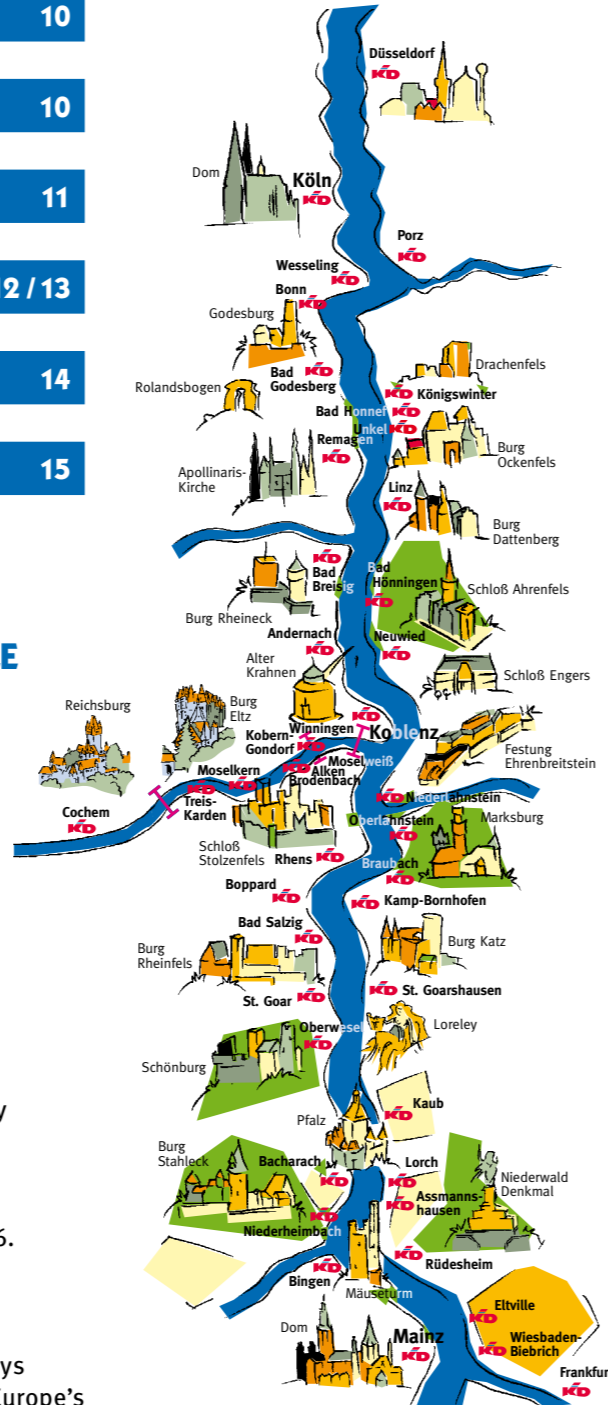 10
10
11
12 / 13
14
15
Düsseldorf
KD
Dom
Köln
KD
Porz
KD
Wesseling
KD
Bonn
KD
Godesburg
Bad
Godesberg
KD
Drachenfels
KD
Königswinter
Rolandsbogen
Bad Honnef
KD
Unkel
KD
Remagen
KD
Burg
Ockenfels
Apollinaris-
Kirche
Linz
KD
Burg
Dattenberg
KD
Bad
Breisig
Burg Rheineck
Bad
Hönningen
KD
Schloß Ahrenfels
Andernach
KD
Neuwied
KD
Alter
Krahnen
Schloß Engers
Reichsburg
Burg
Eltz
Winningen
KD
Koblenz
Kobern-
Gondorf
KD
Moselweiß
Festung
Ehrenbreitstein
Alken
KD
Brodenbach
Moselkern
KD
KD
Treis-
Karden
Cochem
KD
KD
Niederlahnstein
Oberlahnstein
KD
Marksburg
Schloß
Stolzenfels
Rhens
KD
Braubach
KD
Boppard
KD
KD
Kamp-Bornhofen
Bad Salzig
KD
Burg
Rheinfels
Burg Katz
St. Goar
KD
KD
St. Goarshausen
Oberwesel
KD
Loreley
Schönburg
Kaub
KD
Pfalz
Burg
Stahleck
Bacharach
KD
Lorch
KD
Assmanns-
hausen
KD
Niederwald
Denkmal
KD
Niederheimbach
KD
Rüdesheim
KD
Bingen
Mäuseturm
Eltville
KD
Dom
Mainz
KD
Wiesbaden-
Biebrich
KD
KD
LE
y
6.
ys
Europe's